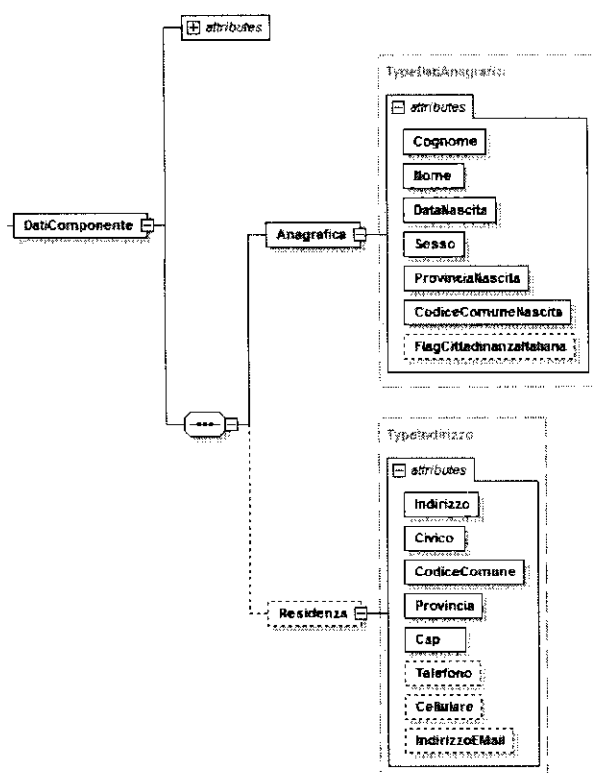 attributes
TypeDatiAnagrafici
attributes
Cognome
Nome
DataNascita
Sesso
ProvinciaNascita
CodiceComuneNascita
FlagCittadinanzaItaliana
DatiComponente
Anagrafica
TypeIndirizzo
attributes
Indirizzo
Civico
CodiceComune
Provincia
Cap
Telefono
Cellulare
IndirizzoEMail
Residenza